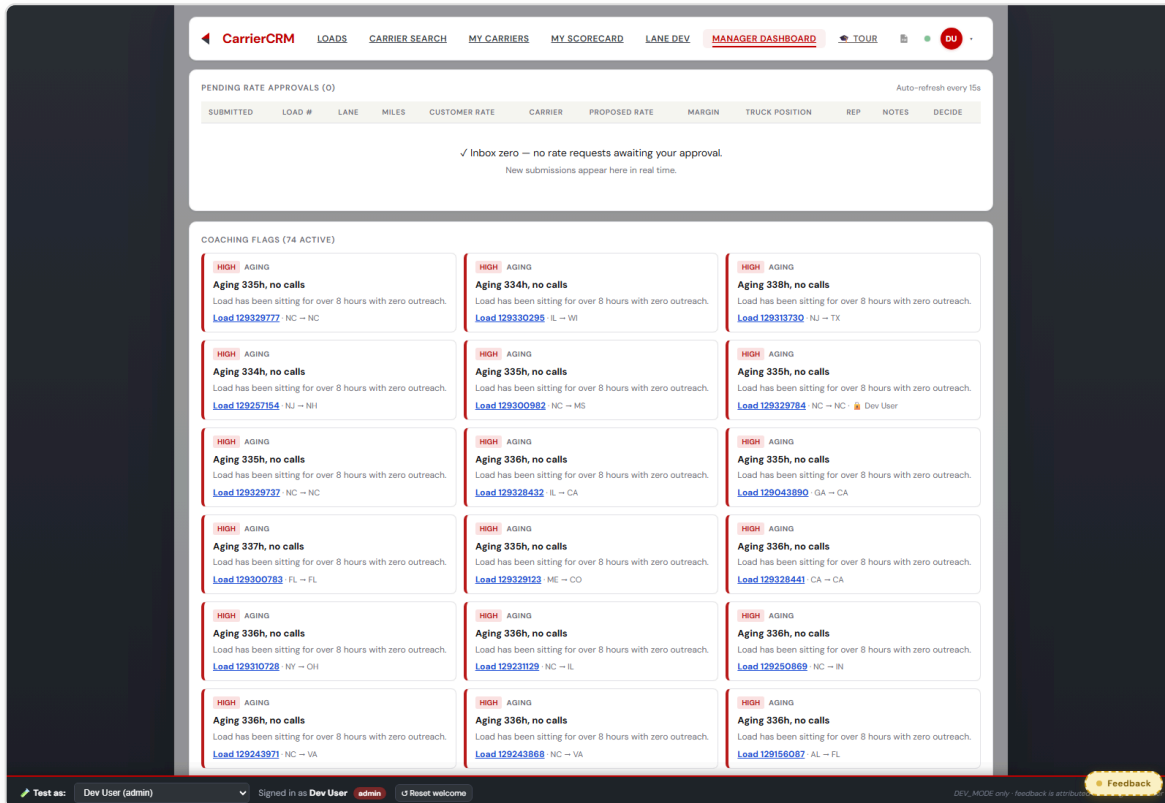 CarrierCRM LOADS CARRIER SEARCH MY CARRIERS MY SCORECARD LANE DEV MANAGER DASHBOARD TOUR DU
PENDING RATE APPROVALS (0) Auto-refresh every 15s
SUBMITTED LOAD # LANE MILES CUSTOMER RATE CARRIER PROPOSED RATE MARGIN TRUCK POSITION REP NOTES DECIDE
✓ Inbox zero — no rate requests awaiting your approval.
New submissions appear here in real time.
COACHING FLAGS (74 ACTIVE)
HIGH AGING HIGH AGING HIGH AGING
Aging 335h, no calls Aging 334h, no calls Aging 338h, no calls
Load has been sitting for over 8 hours with zero outreach. Load has been sitting for over 8 hours with zero outreach. Load has been sitting for over 8 hours with zero outreach.
Load 129329777 · NC → NC Load 129330295 · IL → WI Load 129313730 · NJ → TX
HIGH AGING HIGH AGING HIGH AGING
Aging 334h, no calls Aging 335h, no calls Aging 335h, no calls
Load has been sitting for over 8 hours with zero outreach. Load has been sitting for over 8 hours with zero outreach. Load has been sitting for over 8 hours with zero outreach.
Load 129257154 · NJ → NH Load 129300982 · NC → MS Load 129329784 · NC → NC · 🔒 Dev User
HIGH AGING HIGH AGING HIGH AGING
Aging 335h, no calls Aging 336h, no calls Aging 335h, no calls
Load has been sitting for over 8 hours with zero outreach. Load has been sitting for over 8 hours with zero outreach. Load has been sitting for over 8 hours with zero outreach.
Load 129329737 · NC → NC Load 129328432 · IL → CA Load 129043890 · GA → CA
HIGH AGING HIGH AGING HIGH AGING
Aging 337h, no calls Aging 335h, no calls Aging 336h, no calls
Load has been sitting for over 8 hours with zero outreach. Load has been sitting for over 8 hours with zero outreach. Load has been sitting for over 8 hours with zero outreach.
Load 129300783 · FL → FL Load 129329123 · ME → CO Load 129328441 · CA → CA
HIGH AGING HIGH AGING HIGH AGING
Aging 336h, no calls Aging 336h, no calls Aging 336h, no calls
Load has been sitting for over 8 hours with zero outreach. Load has been sitting for over 8 hours with zero outreach. Load has been sitting for over 8 hours with zero outreach.
Load 129310728 · NY → OH Load 129231129 · NC → IL Load 129250869 · NC → IN
HIGH AGING HIGH AGING HIGH AGING
Aging 336h, no calls Aging 336h, no calls Aging 336h, no calls
Load has been sitting for over 8 hours with zero outreach. Load has been sitting for over 8 hours with zero outreach. Load has been sitting for over 8 hours with zero outreach.
Load 129243971 · NC → VA Load 129243868 · NC → VA Load 129156087 · AL → FL
Test as: Dev User (admin) Signed in as Dev User admin ↺ Reset welcome DEV_MODE only · feedback is attributed Feedback